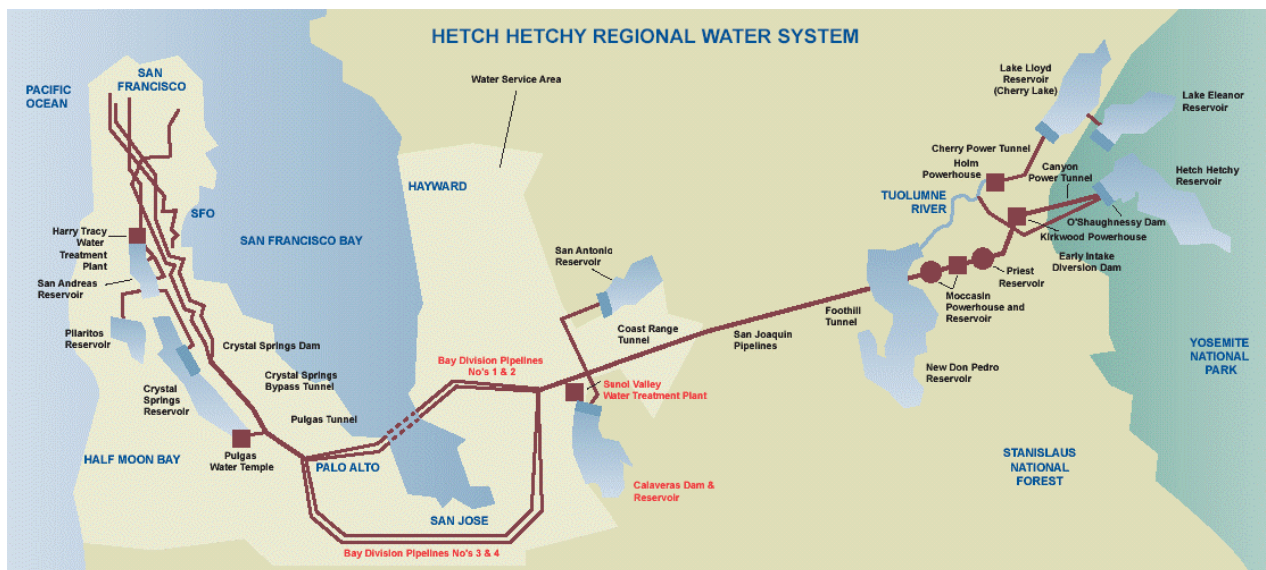 HETCH HETCHY REGIONAL WATER SYSTEM
PACIFIC
OCEAN
SAN
FRANCISCO
Water Service Area
Lake Lloyd
Reservoir
(Cherry Lake)
Lake Eleanor
Reservoir
Cherry Power Tunnel
Holm
Powerhouse
Canyon
Power Tunnel
Hetch Hetchy
Reservoir
HAYWARD
TUOLUMNE
RIVER
SFO
O'Shaughnessy Dam
Kirkwood Powerhouse
Harry Tracy
Water
Treatment
Plant
SAN FRANCISCO BAY
San Antonio
Reservoir
Early Intake
Diversion Dam
Priest
Reservoir
San Andreas
Reservoir
Moccasin
Powerhouse and
Reservoir
Foothill
Tunnel
Pilaritos
Reservoir
Coast Range
Tunnel
San Joaquin
Pipelines
Crystal Springs Dam
YOSEMITE
NATIONAL
PARK
Bay Division Pipelines
No's 1 & 2
New Don Pedro
Reservoir
Crystal Springs
Bypass Tunnel
Sunol Valley
Water Treatment Plant
Crystal
Springs
Reservoir
Pulgas Tunnel
HALF MOON BAY
Pulgas
Water Temple
PALO ALTO
STANISLAUS
NATIONAL
FOREST
Calaveras Dam &
Reservoir
SAN JOSE
Bay Division Pipelines No's 3 & 4